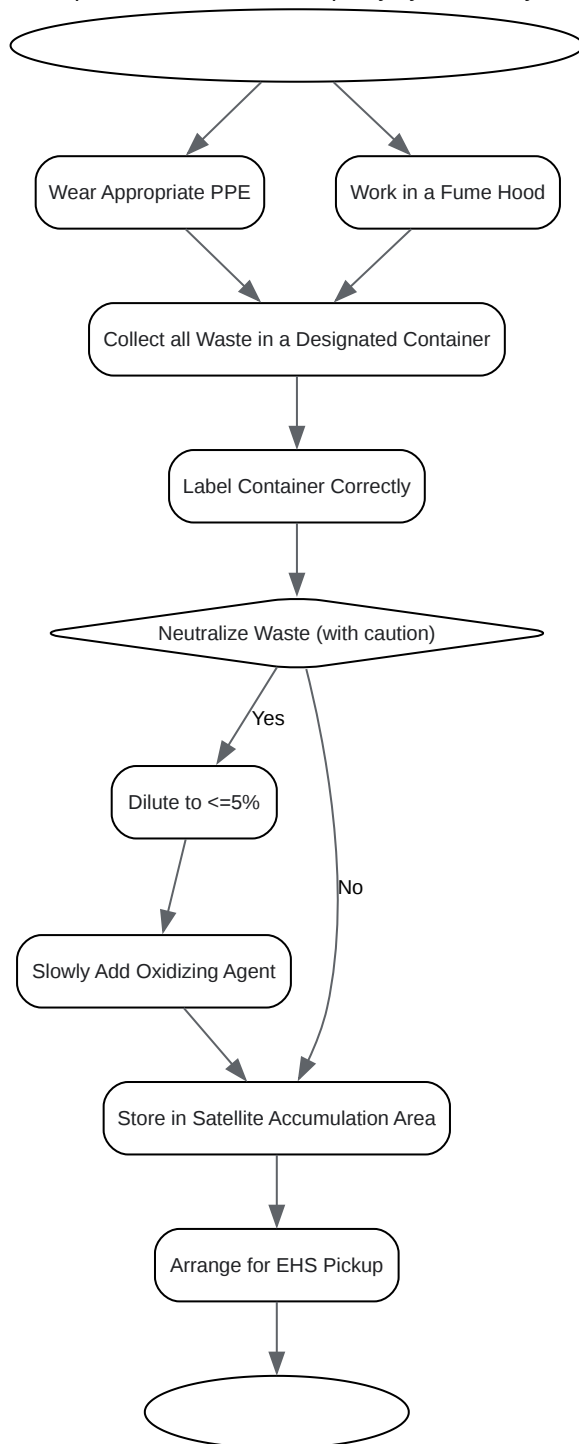 Wear Appropriate PPE
Work in a Fume Hood
Collect all Waste in a Designated Container
Label Container Correctly
Neutralize Waste (with caution)
Yes
Dilute to <=5%
No
Slowly Add Oxidizing Agent
Store in Satellite Accumulation Area
Arrange for EHS Pickup